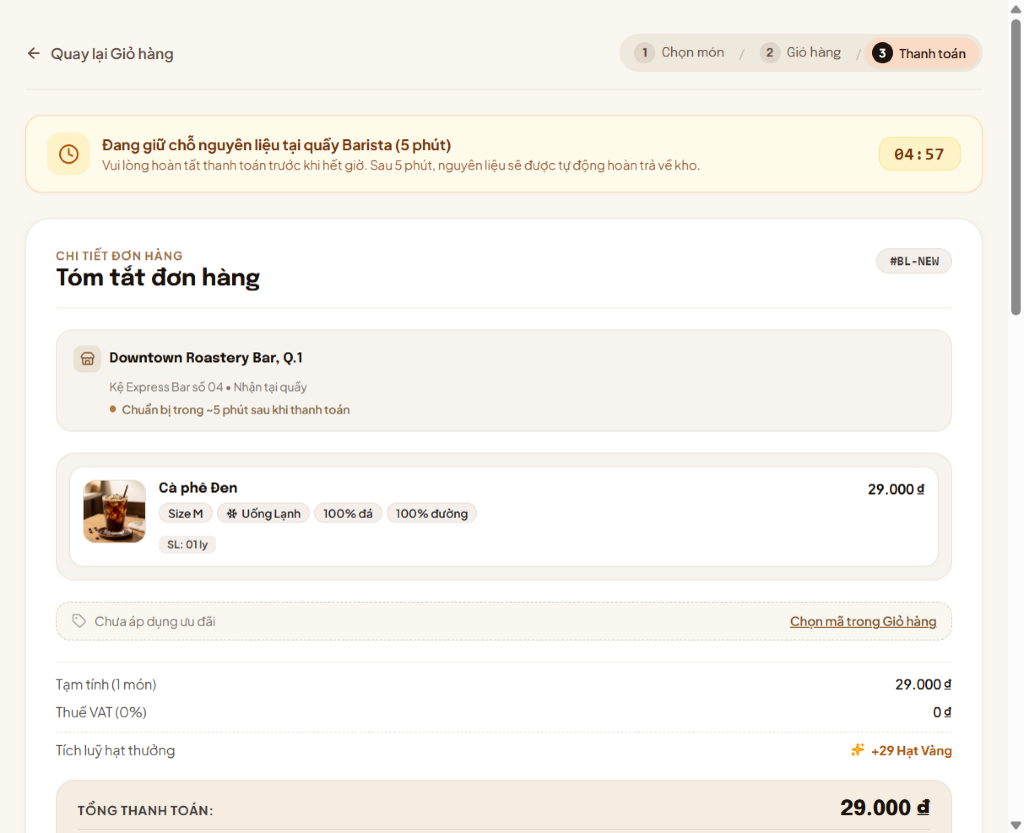 ← Quay lại Giỏ hàng
1 Chọn món / 2 Giỏ hàng / 3 Thanh toán
Đang giữ chỗ nguyên liệu tại quầy Barista (5 phút)
Vui lòng hoàn tất thanh toán trước khi hết giờ. Sau 5 phút, nguyên liệu sẽ được tự động hoàn trả về kho.
04:57
CHI TIẾT ĐƠN HÀNG
Tóm tắt đơn hàng
#BL-NEW
Downtown Roastery Bar, Q.1
Kệ Express Bar số 04 • Nhận tại quầy
Chuẩn bị trong ~5 phút sau khi thanh toán
Cà phê Đen
29.000 ₫
Size M
Uống Lạnh
100% đá
100% đường
SL: 01 ly
Chưa áp dụng ưu đãi
Chọn mã trong Giỏ hàng
Tạm tính (1 món) 29.000 ₫
Thuế VAT (0%) 0 ₫
Tích luỹ hạt thưởng +29 Hạt Vàng
TỔNG THANH TOÁN: 29.000 ₫